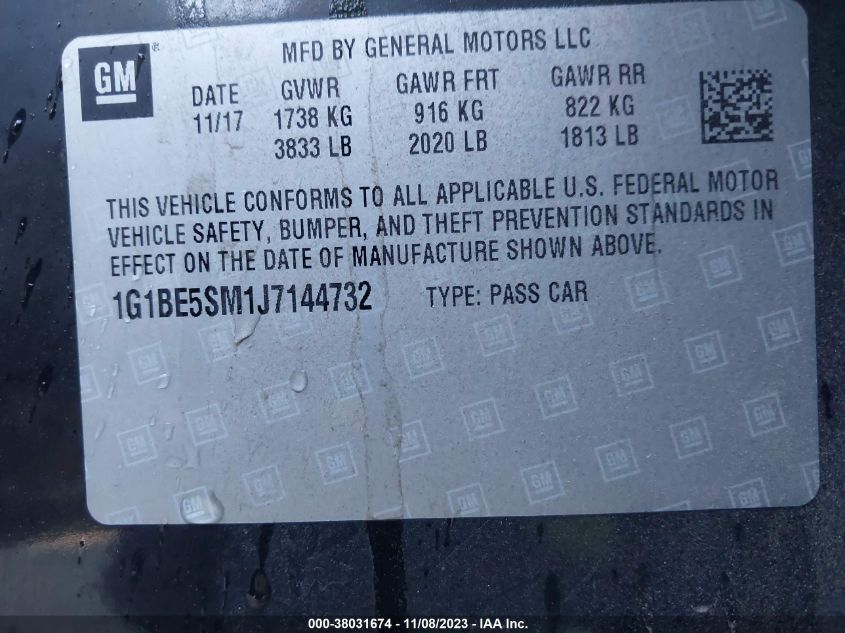 GM®
MFD BY GENERAL MOTORS LLC
DATE GVWR GAWR FRT GAWR RR
11/17 1738 KG 916 KG 822 KG
3833 LB 2020 LB 1813 LB
THIS VEHICLE CONFORMS TO ALL APPLICABLE U.S. FEDERAL MOTOR
VEHICLE SAFETY, BUMPER, AND THEFT PREVENTION STANDARDS IN
EFFECT ON THE DATE OF MANUFACTURE SHOWN ABOVE.
1G1BE5SM1J7144732 TYPE: PASS CAR
000-38031674 - 11/08/2023 - IAA Inc.